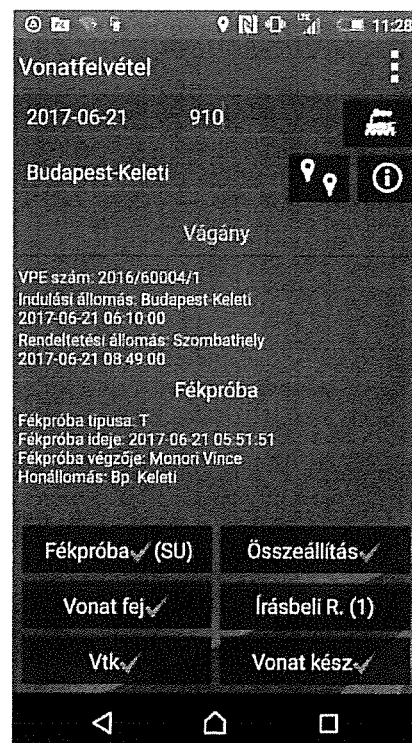 11:28
Vonatfelvétel
2017-06-21 910
Budapest-Keleti
Vágány
VPE szám: 2016/60004/1
Indulási állomás: Budapest-Keleti
2017-06-21 06:10:00
Rendeltetési állomás: Szombathely
2017-06-21 08:49:00
Fékpróba
Fékpróba típusa: T
Fékpróba ideje: 2017-06-21 05:51:51
Fékpróba végzője: Monori Vince
Honállomás: Bp. Keleti
Fékpróba✓ (SU) Összeállítás✓
Vonat fej✓ Írásbeli R. (1)
Vtk✓ Vonat kész✓